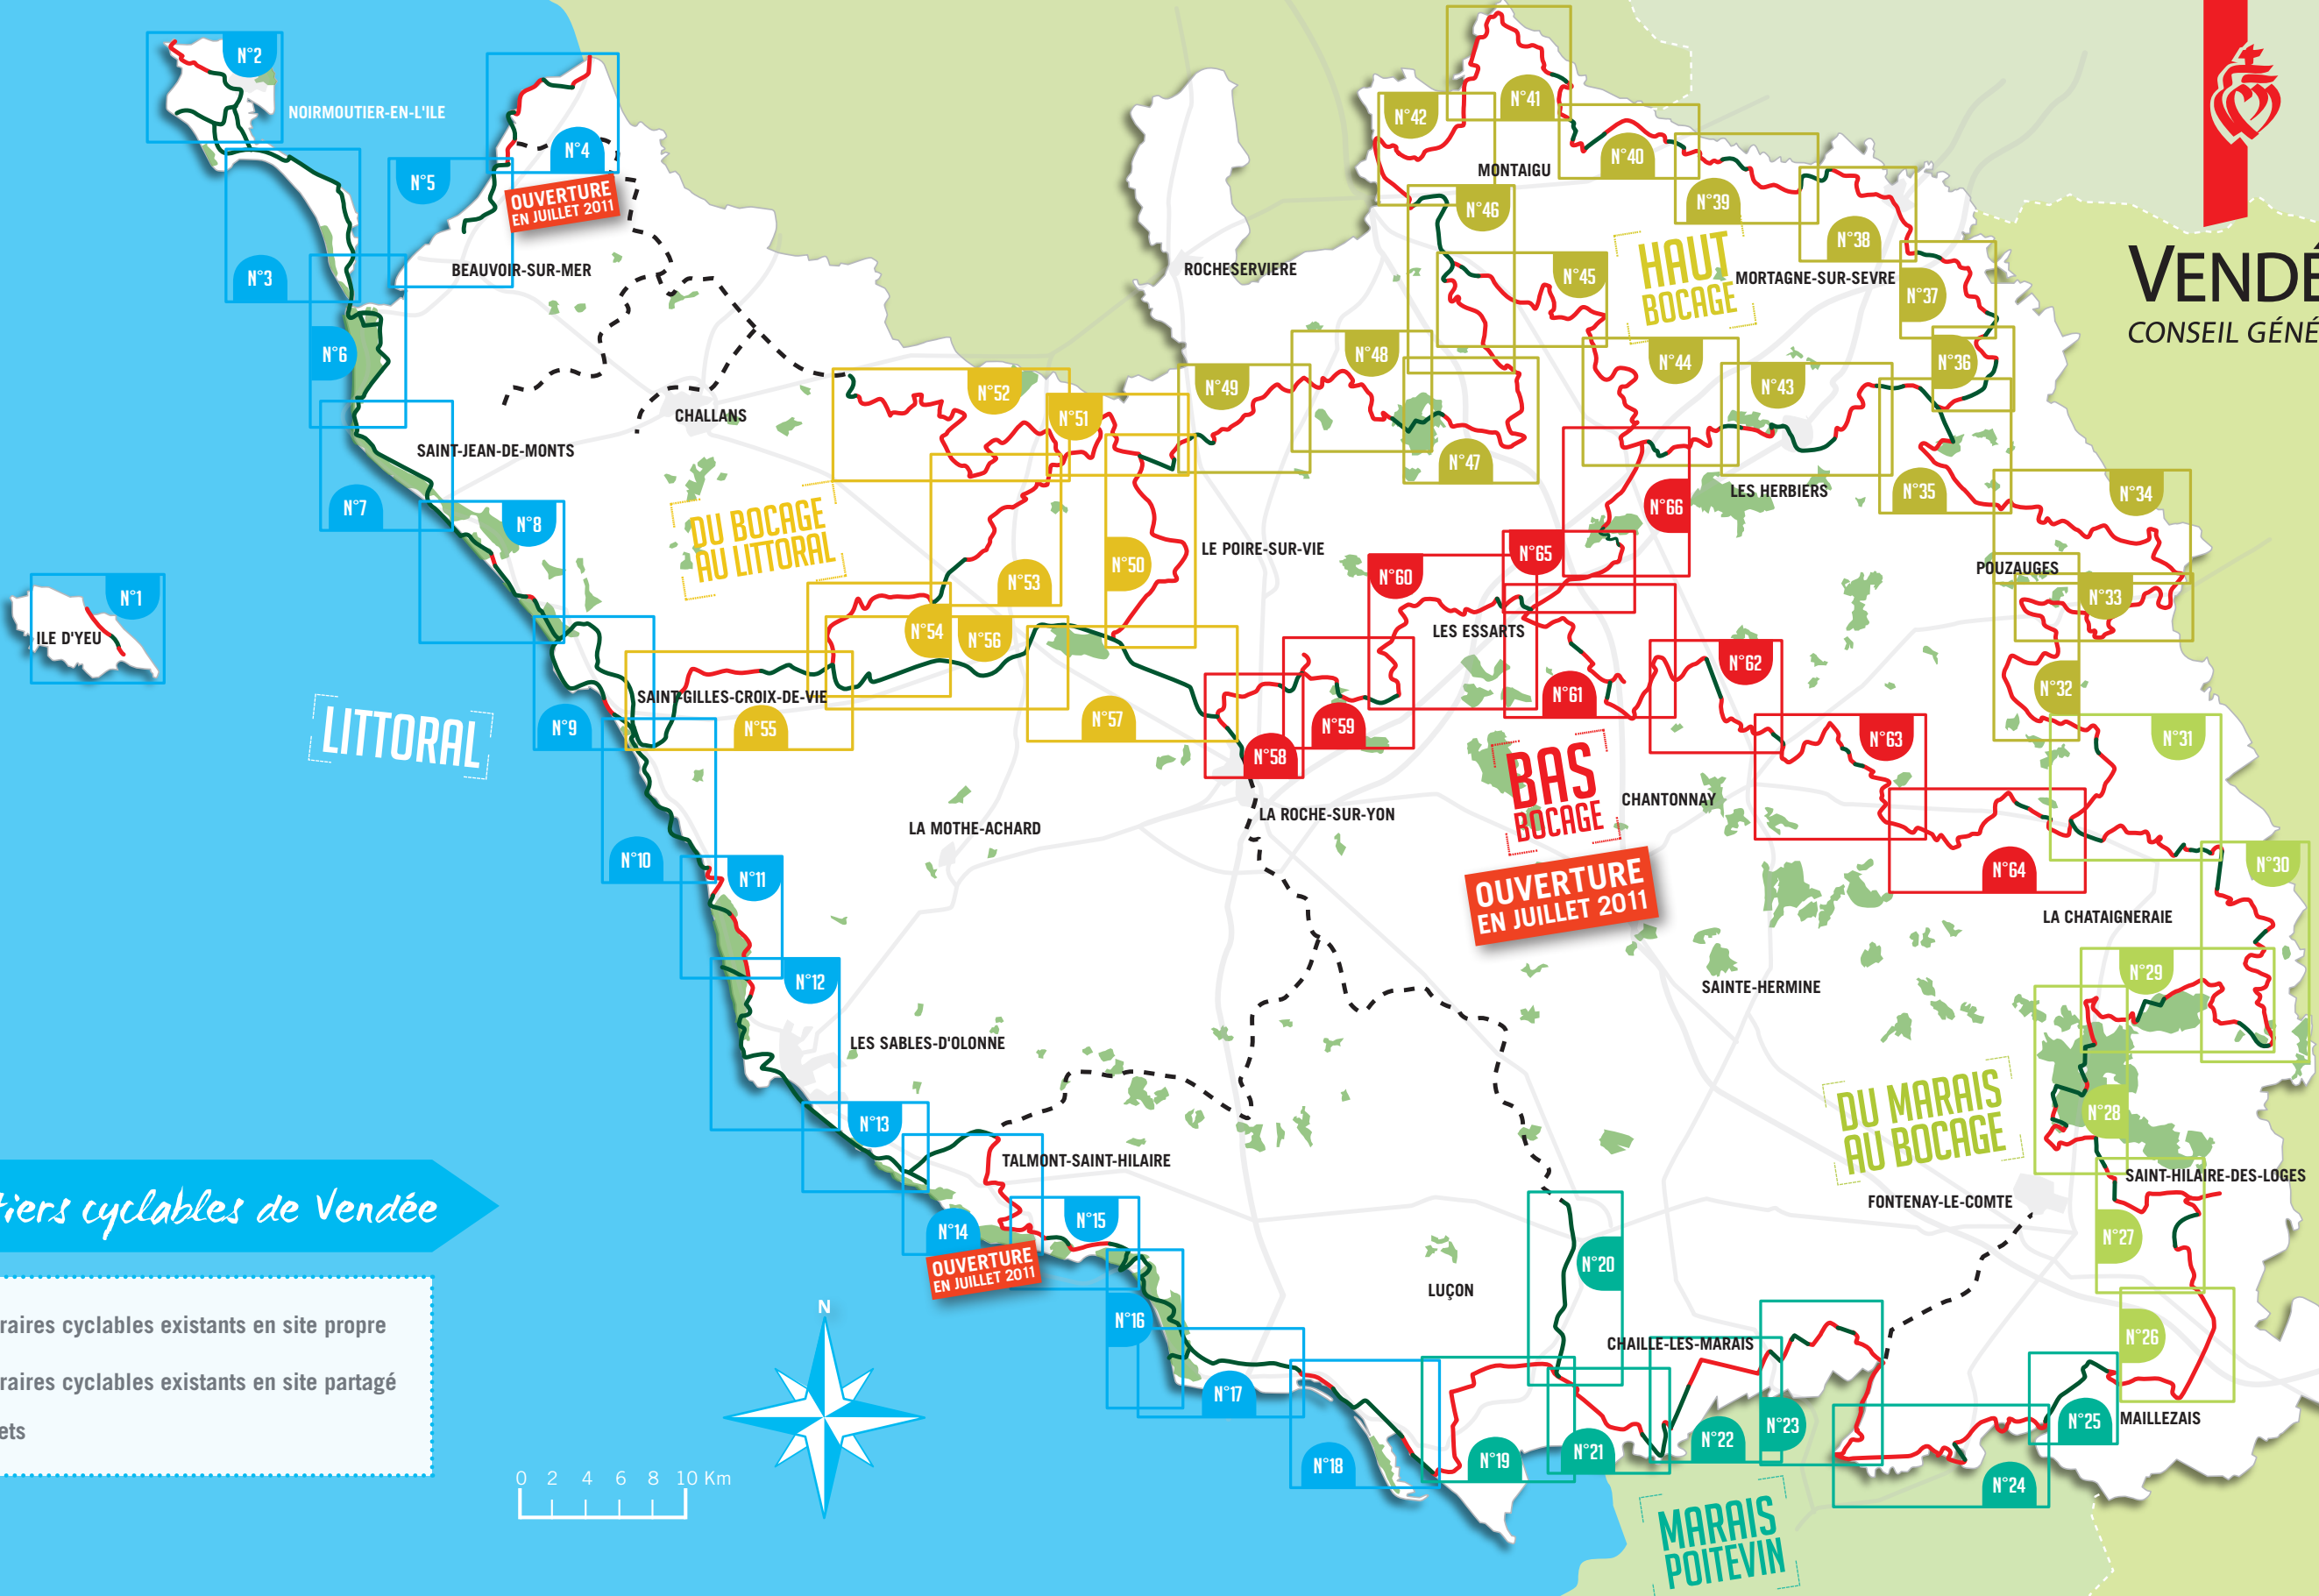 N°2
NOIRMOUTIER-EN-L'ILE
N°4
OUVERTURE
EN JUILLET 2011
N°5
N°3
BEAUVOIR-SUR-MER
N°6
CHALLANS
SAINT-JEAN-DE-MONTS
N°7
N°8
N°1
ILE D'YEU
LITTORAL
N°9
SAINT-GILLES-CROIX-DE-VIE
N°55
DU BOCAGE
AU LITTORAL
N°52
N°51
N°53
N°50
N°54
N°56
N°57
LE POIRE-SUR-VIE
N°49
N°48
N°47
ROCHESERVIERE
N°42
N°41
MONTAIGU
N°40
N°46
N°45
N°39
N°38
HAUT
BOCAGE
MORTAGNE-SUR-SEVRE
N°37
N°36
N°44
N°43
LES HERBIERS
N°35
N°34
POUZAUGES
N°33
N°32
N°31
N°66
N°65
N°60
LES ESSARTS
N°61
N°62
N°63
N°64
N°59
N°58
BAS
BOCAGE
OUVERTURE
EN JUILLET 2011
CHANTONNAY
LA ROCHE-SUR-YON
LA MOTHE-ACHARD
N°10
N°11
N°12
LES SABLES-D'OLONNE
N°13
TALMONT-SAINT-HILAIRE
N°14
OUVERTURE
EN JUILLET 2011
N°15
N°16
N°17
N°18
LA CHATAIGNERAIE
N°30
N°29
N°28
SAINTE-HERMINE
DU MARAIS
AU BOCAGE
SAINT-HILAIRE-DES-LOGES
FONTENAY-LE-COMTE
N°27
N°26
N°20
LUÇON
CHAILLE-LES-MARAIS
N°19
N°21
N°22
N°23
N°24
N°25
MAILLEZAIS
MARAIS
POITEVIN
VENDÉ
CONSEIL GÉNÉ
tiers cyclables de Vendée
raires cyclables existants en site propre
raires cyclables existants en site partagé
ets
N
0 2 4 6 8 10 Km